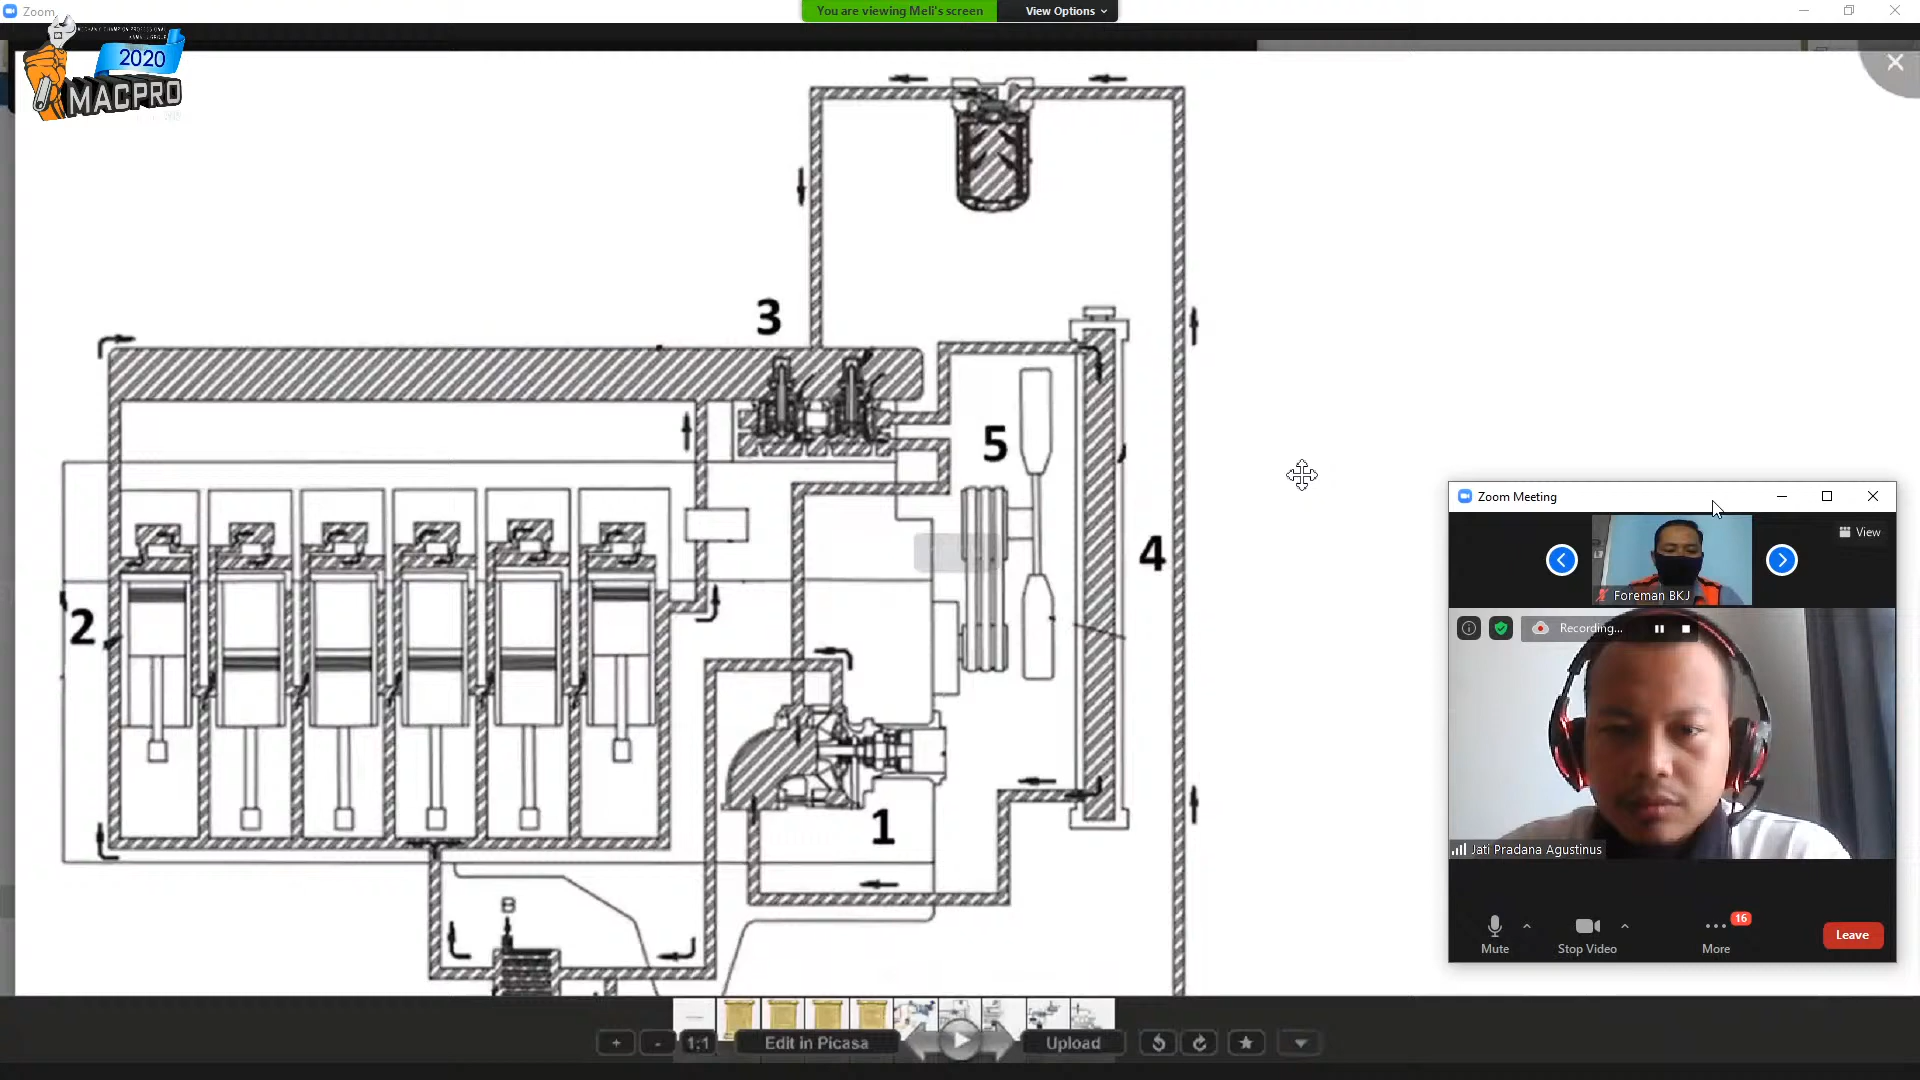 Zoom
You are viewing Meli's screen
View Options
2020
MACPRO
3
5
4
2
1
B
Zoom Meeting
View
Foreman BKJ
Recording...
Jati Pradana Agustinus
16
Mute
Stop Video
More
Leave
+
-
1:1
Edit in Picasa
Upload